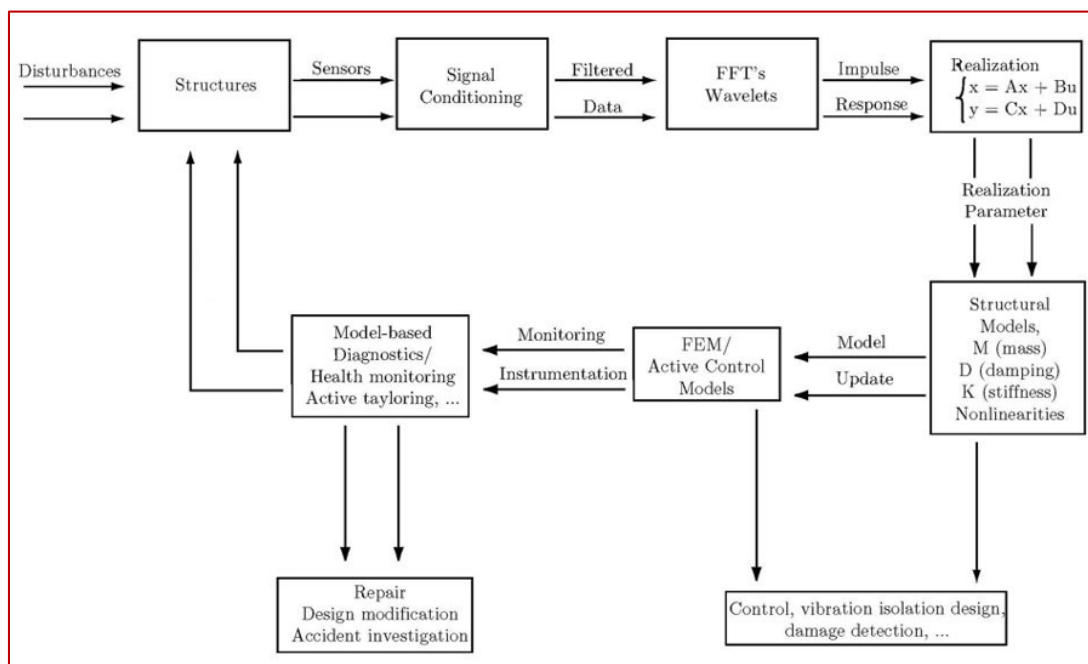 Disturbances
Structures
Sensors
Signal
Conditioning
Filtered
Data
FFT's
Wavelets
Impulse
Response
Realization
{ x = Ax + Bu
y = Cx + Du
Realization
Parameter
Structural
Models,
M (mass)
D (damping)
K (stiffness)
Nonlinearities
Model
Update
FEM/
Active Control
Models
Monitoring
Instrumentation
Model-based
Diagnostics/
Health monitoring
Active tayloring, ...
Repair
Design modification
Accident investigation
Control, vibration isolation design,
damage detection, ...